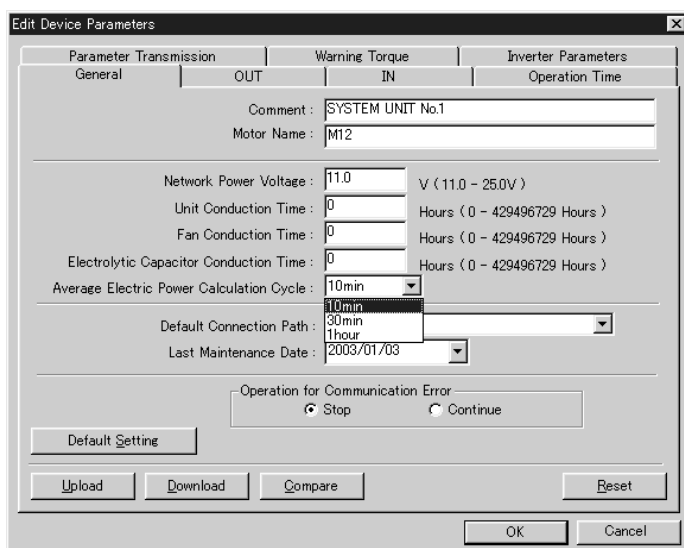 Edit Device Parameters
Parameter Transmission Warning Torque Inverter Parameters
General OUT IN Operation Time
Comment : SYSTEM UNIT No.1
Motor Name : M12
Network Power Voltage : 11.0 V ( 11.0 - 25.0V )
Unit Conduction Time : 0 Hours ( 0 - 429496729 Hours )
Fan Conduction Time : 0 Hours ( 0 - 429496729 Hours )
Electrolytic Capacitor Conduction Time : 0 Hours ( 0 - 429496729 Hours )
Average Electric Power Calculation Cycle : 10min
10min
Default Connection Path : 30min
1hour
Last Maintenance Date : 2003/01/03
Operation for Communication Error
Stop Continue
Default Setting
Upload Download Compare Reset
OK Cancel